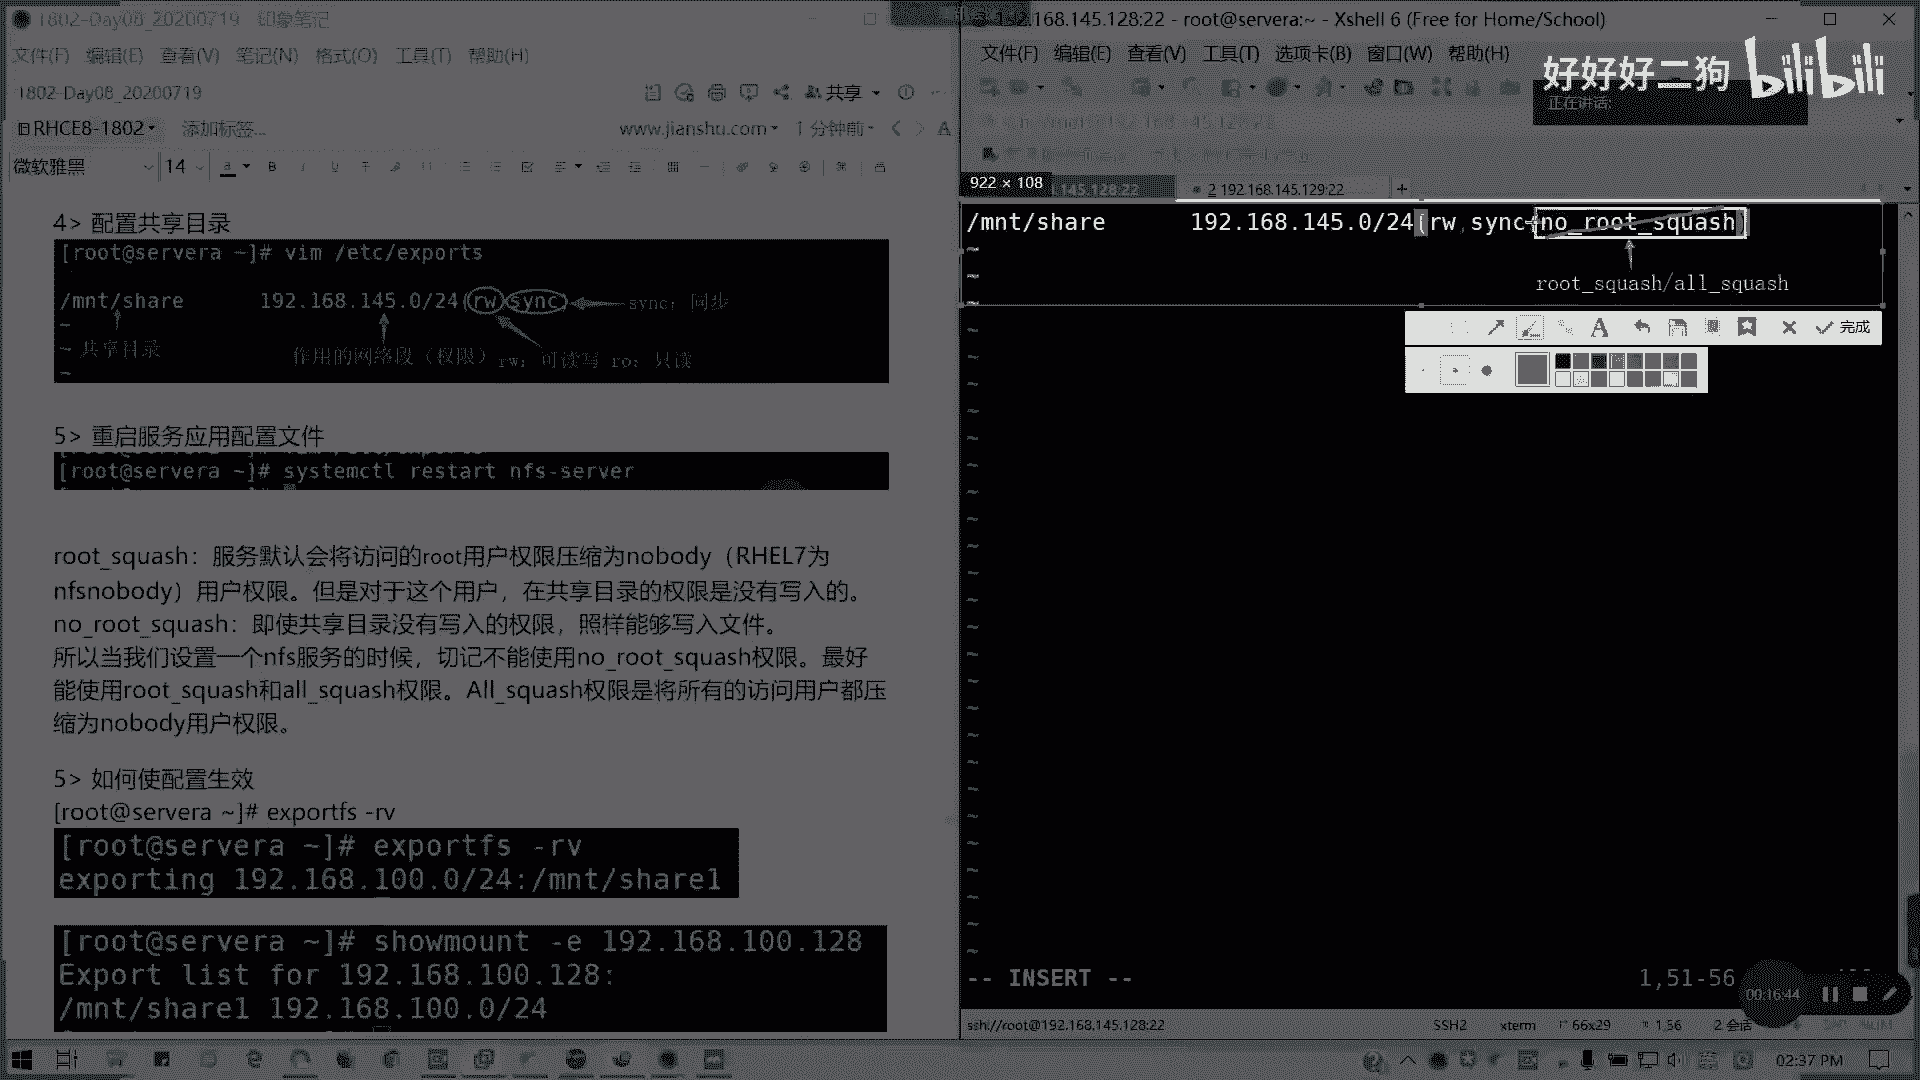 1802-Day08_20200719 印象笔记
文件(F) 编辑(E) 查看(V) 笔记(N) 格式(O) 工具(T) 帮助(H)
1802-Day08_20200719
共享
RHCE8-1802 添加标签...
www.jianshu.com 1 分钟前
微软雅黑 14
4> 配置共享目录
[root@servera ~]# vim /etc/exports
/mnt/share 192.168.145.0/24(rw,sync) sync：同步
共享目录 作用的网络段（权限） rw：可读写 ro：只读
5> 重启服务应用配置文件
[root@servera ~]# systemctl restart nfs-server
root_squash：服务默认会将访问的root用户权限压缩为nobody（RHEL7为
nfsnobody）用户权限。但是对于这个用户，在共享目录的权限是没有写入的。
no_root_squash：即使共享目录没有写入的权限，照样能够写入文件。
所以当我们设置一个nfs服务的时候，切记不能使用no_root_squash权限。最好
能使用root_squash和all_squash权限。All_squash权限是将所有的访问用户都压
缩为nobody用户权限。
5> 如何使配置生效
[root@servera ~]# exportfs -rv
[root@servera ~]# exportfs -rv
exporting 192.168.100.0/24:/mnt/share1
[root@servera ~]# showmount -e 192.168.100.128
Export list for 192.168.100.128:
/mnt/share1 192.168.100.0/24
192.168.145.128:22 - root@servera:~ - Xshell 6 (Free for Home/School)
文件(F) 编辑(E) 查看(V) 工具(T) 选项卡(B) 窗口(W) 帮助(H)
好好好二狗 bilibili
正在讲话:
922 × 108
145.128:22
2 192.168.145.129:22
/mnt/share 192.168.145.0/24(rw,sync,no_root_squash)
root_squash/all_squash
完成
-- INSERT --
1,51-56
00:16:44
ssh://root@192.168.145.128:22
SSH2 xterm 66x29 1,56 2 会话
02:37 PM